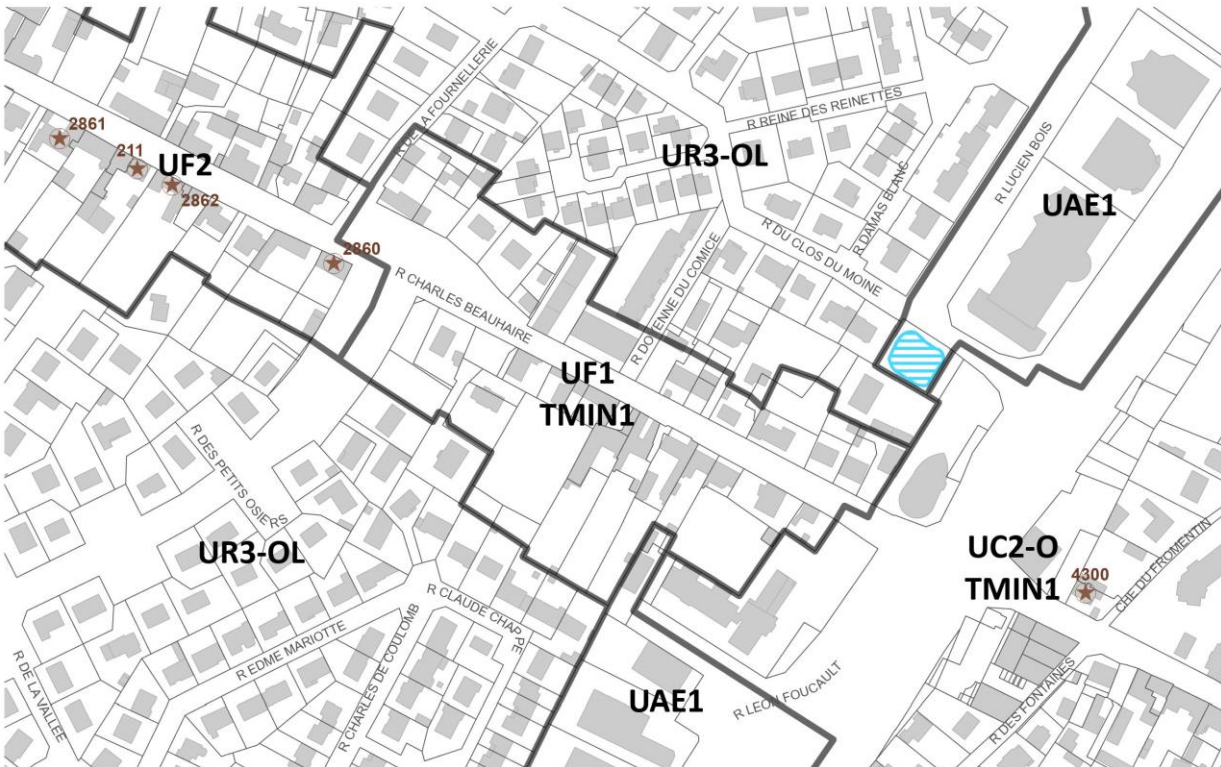 R DE LA FOURNELLERIE
R REINE DES REINETTES
R LUCIEN BOIS
2861
211
UF2
2862
UR3-OL
R DAMAS BLANC
UAE1
R DU CLOS DU MOINE
2860
R CHARLES BEAUHAIRE
R DOYENNE DU COMICE
UF1
TMIN1
R DES PETITS OSIERS
UR3-OL
UC2-O
TMIN1
4300
CHE DU FROMENTIN
R CLAUDE CHAPPE
R EDME MARIOTTE
R CHARLES DE COULOMB
R DE LA VALLEE
UAE1
R LEON FOUCAULT
R DES FONTAINES